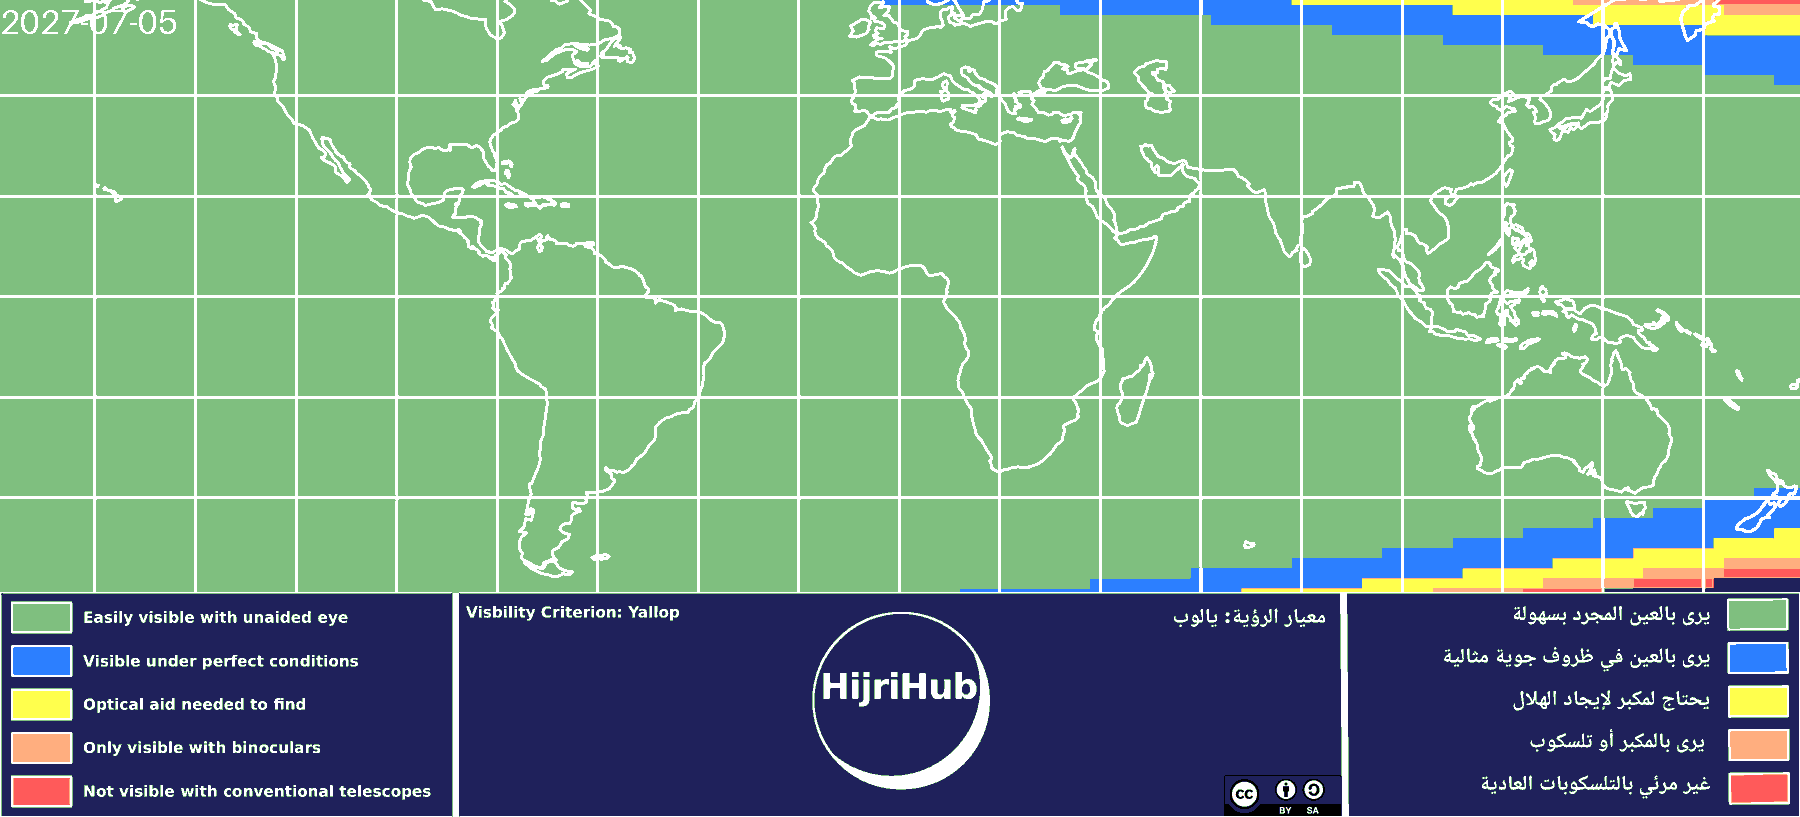 2027-07-05
Easily visible with unaided eye
Visible under perfect conditions
Optical aid needed to find
Only visible with binoculars
Not visible with conventional telescopes
Visbility Criterion: Yallop
معيار الرؤية: يالوب
HijriHub
cc
BY SA
يرى بالعين المجرد بسهولة
يرى بالعين في ظروف جوية مثالية
يحتاج لمكبر لإيجاد الهلال
يرى بالمكبر أو تلسكوب
غير مرئي بالتلسكوبات العادية